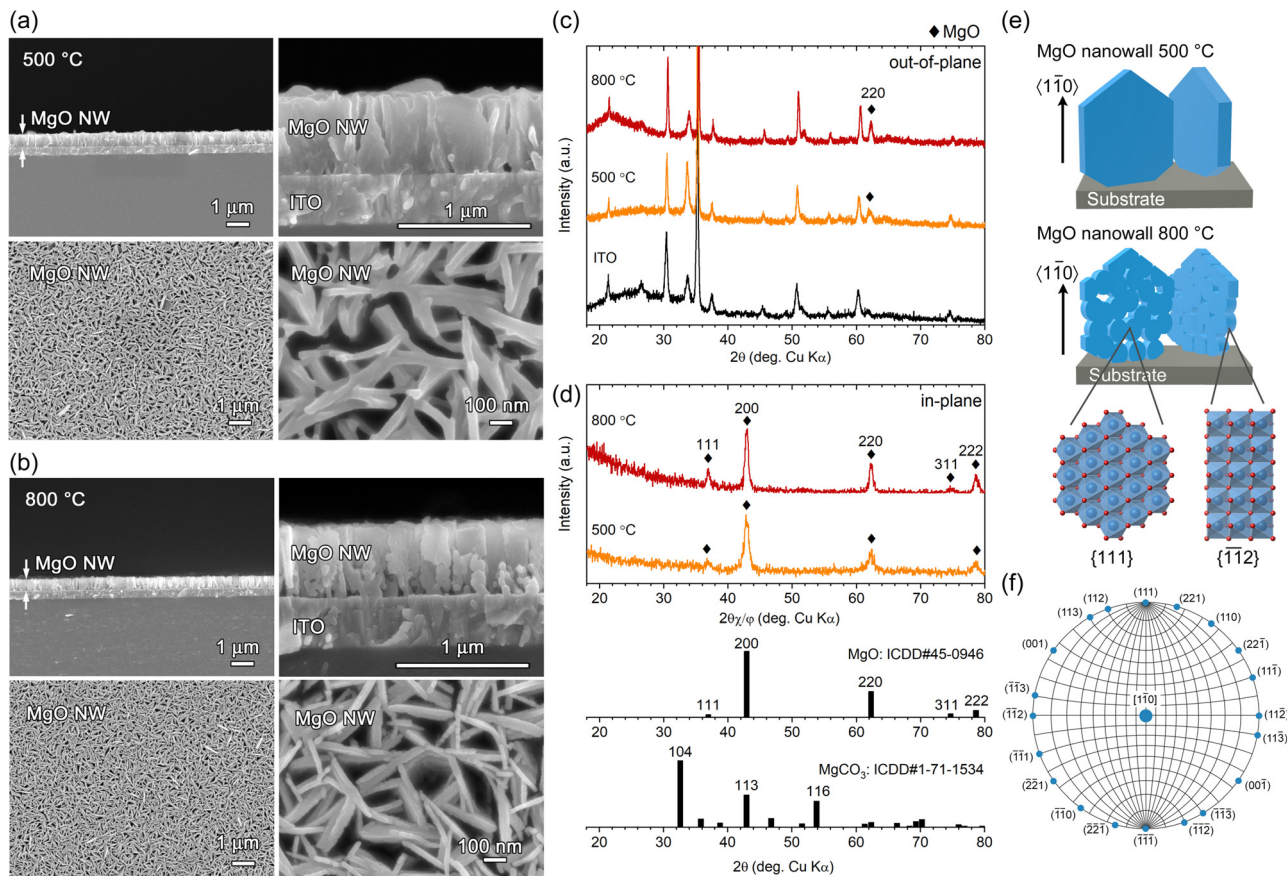 (a)
500 °C
MgO NW
1 µm
MgO NW
ITO
1 µm
MgO NW
1 µm
MgO NW
100 nm
(b)
800 °C
MgO NW
1 µm
MgO NW
ITO
1 µm
MgO NW
1 µm
MgO NW
100 nm
(c)
◆ MgO
out-of-plane
800 °C
220
500 °C
ITO
Intensity (a.u.)
20 30 40 50 60 70 80
2θ (deg. Cu Kα)
(d)
in-plane
800 °C
111 200 220 311 222
500 °C
Intensity (a.u.)
20 30 40 50 60 70 80
2θχ/φ (deg. Cu Kα)
200
MgO: ICDD#45-0946
111 220 311 222
20 30 40 50 60 70 80
104
MgCO₃: ICDD#1-71-1534
113 116
20 30 40 50 60 70 80
2θ (deg. Cu Kα)
(e)
MgO nanowall 500 °C
⟨11̅0⟩
Substrate
MgO nanowall 800 °C
⟨11̅0⟩
Substrate
{111}
{1̅1̅2}
(f)
(111)
(112)
(221)
(113)
(110)
(001)
(221̅)
(111̅)
(1̅1̅3)
[11̅0]
(1̅1̅2)
(112̅)
(113̅)
(1̅1̅1)
(2̅2̅1)
(001̅)
(1̅1̅0)
(1̅1̅3̅)
(2̅2̅1̅)
(1̅1̅2̅)
(1̅1̅1̅)